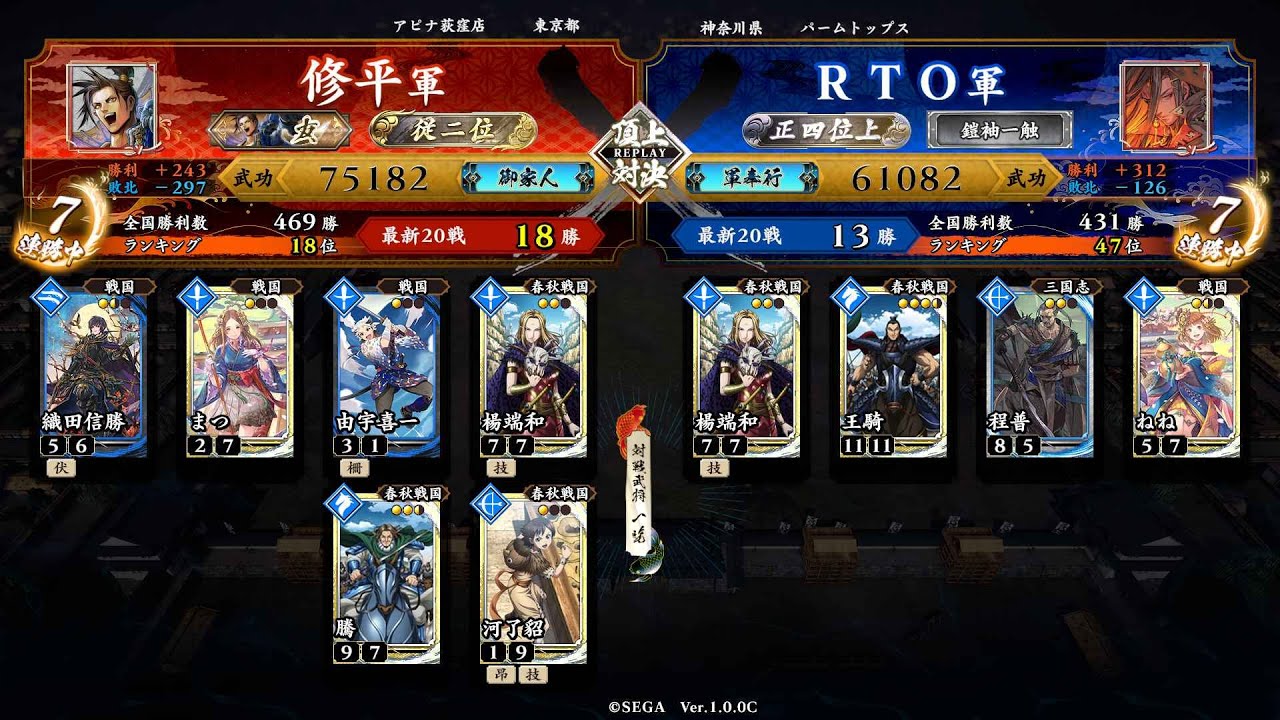 アビナ荻窪店 東京都
神奈川県 パームトップス
修平軍
RTO軍
玄 従二位
正四位上 鎧袖一触
頂上
REPLAY
対決
勝利 +243
敗北 -297
武功 75182 御家人
軍奉行 61082 武功
勝利 +312
敗北 -126
7
連勝中
全国勝利数 469勝
ランキング 18位
最新20戦 18勝
最新20戦 13勝
全国勝利数 431勝
ランキング 47位
7
連勝中
戦国
織田信勝
5 6
伏
戦国
まつ
2 7
戦国
由宇喜一
3 1
柵
春秋戦国
楊端和
7 7
技
春秋戦国
楊端和
7 7
技
春秋戦国
王騎
11 11
三国志
程普
8 5
戦国
ねね
5 7
対戦武将一覧
春秋戦国
騰
9 7
春秋戦国
河了貂
1 9
昂 技
©SEGA Ver.1.0.0C